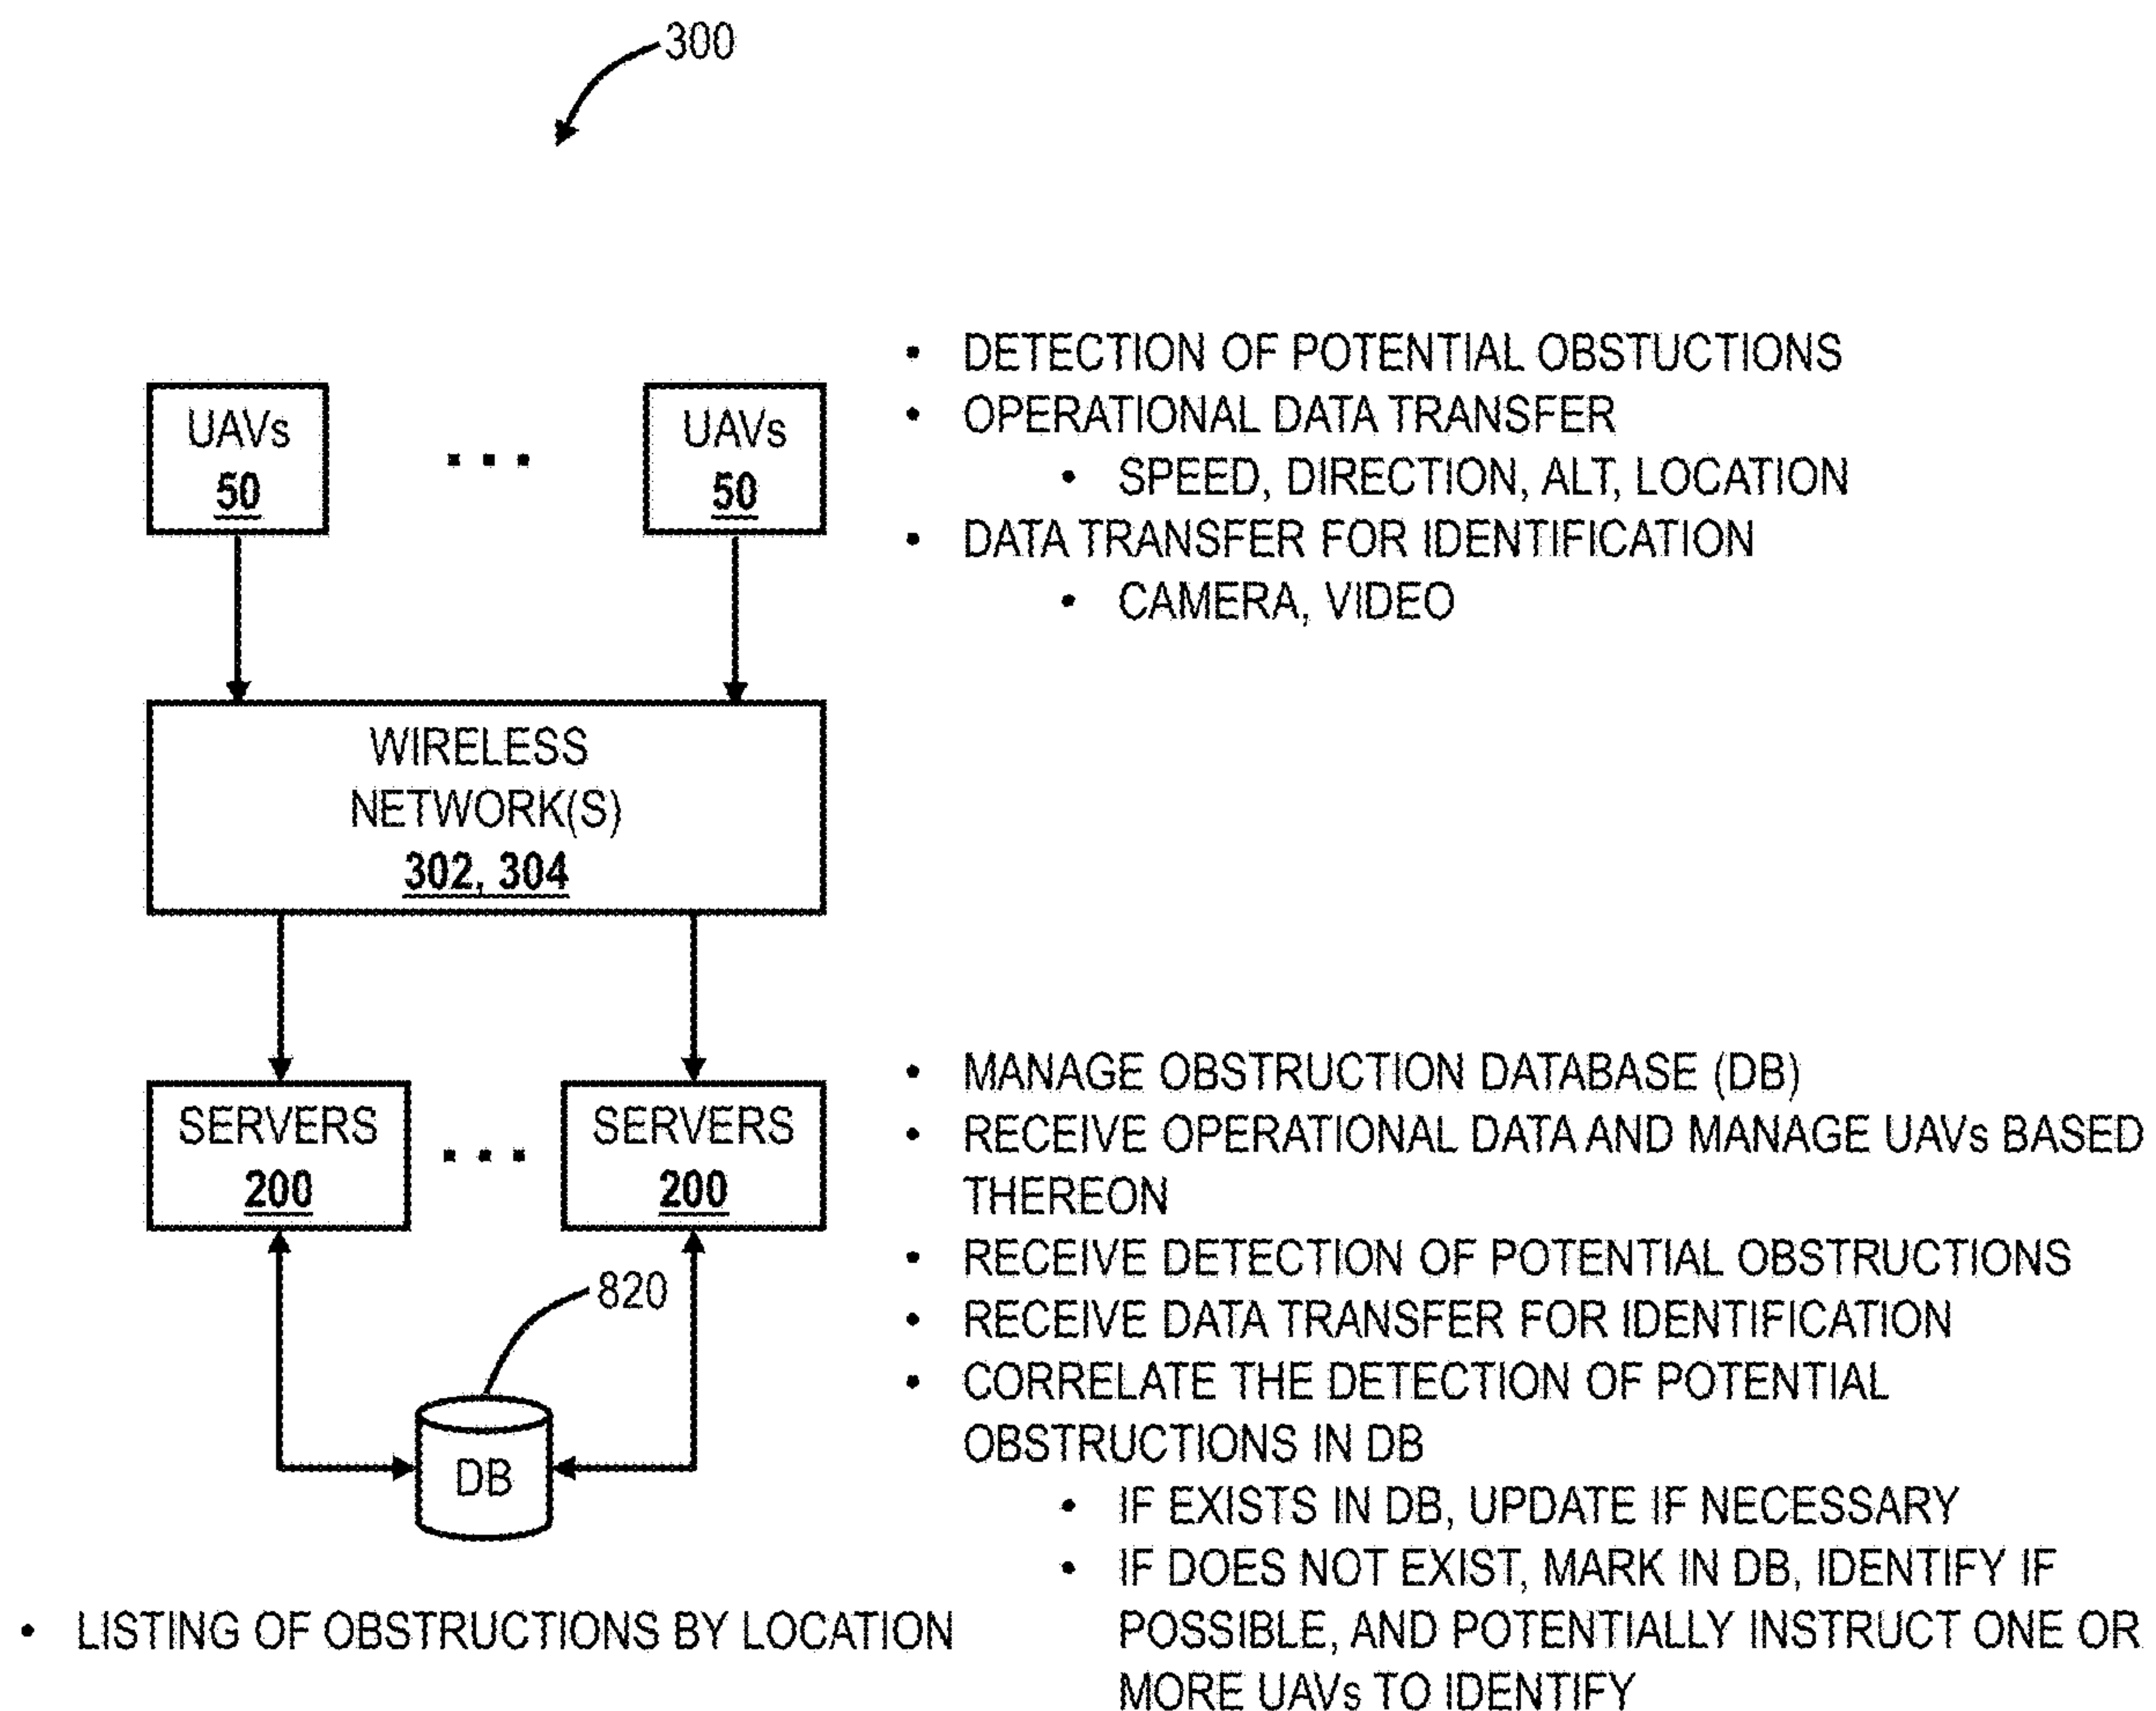 300
UAVs
50
...
UAVs
50
• DETECTION OF POTENTIAL OBSTUCTIONS
• OPERATIONAL DATA TRANSFER
• SPEED, DIRECTION, ALT, LOCATION
• DATA TRANSFER FOR IDENTIFICATION
• CAMERA, VIDEO
WIRELESS
NETWORK(S)
302, 304
SERVERS
200
...
SERVERS
200
820
DB
• LISTING OF OBSTRUCTIONS BY LOCATION
• MANAGE OBSTRUCTION DATABASE (DB)
• RECEIVE OPERATIONAL DATA AND MANAGE UAVs BASED
THEREON
• RECEIVE DETECTION OF POTENTIAL OBSTRUCTIONS
• RECEIVE DATA TRANSFER FOR IDENTIFICATION
• CORRELATE THE DETECTION OF POTENTIAL
OBSTRUCTIONS IN DB
• IF EXISTS IN DB, UPDATE IF NECESSARY
• IF DOES NOT EXIST, MARK IN DB, IDENTIFY IF
POSSIBLE, AND POTENTIALLY INSTRUCT ONE OR
MORE UAVs TO IDENTIFY